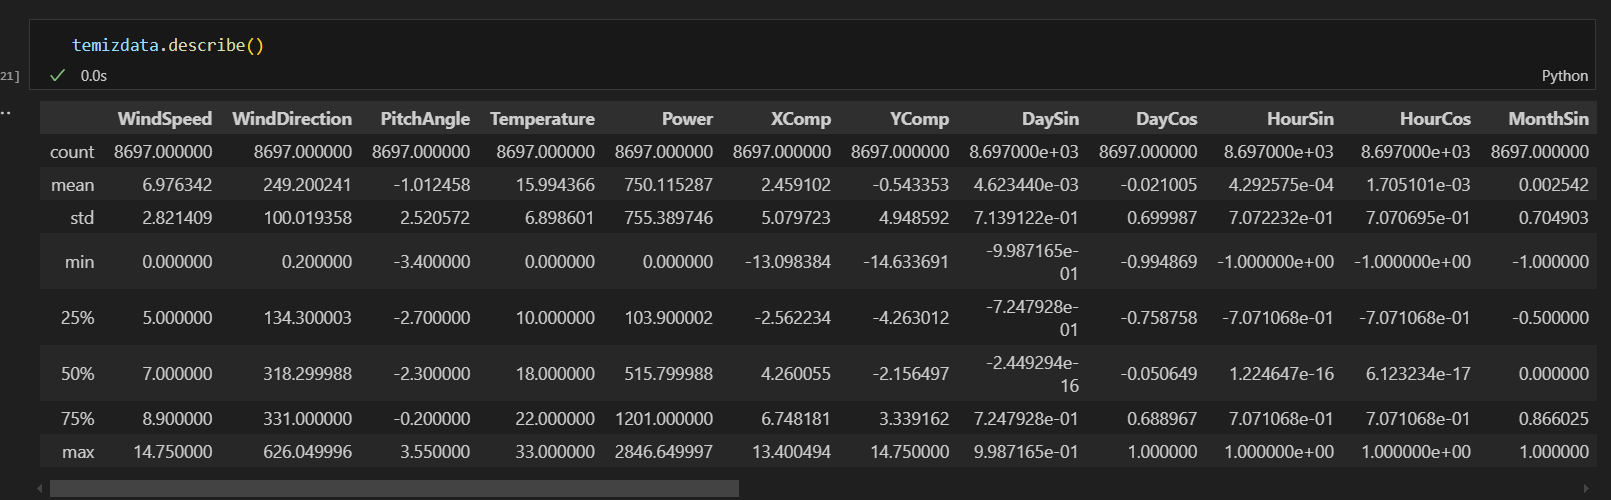 temizdata.describe()
21]
0.0s
Python
WindSpeed WindDirection PitchAngle Temperature Power XComp YComp DaySin DayCos HourSin HourCos MonthSin
count 8697.000000 8697.000000 8697.000000 8697.000000 8697.000000 8697.000000 8697.000000 8.697000e+03 8697.000000 8.697000e+03 8.697000e+03 8697.000000
mean 6.976342 249.200241 -1.012458 15.994366 750.115287 2.459102 -0.543353 4.623440e-03 -0.021005 4.292575e-04 1.705101e-03 0.002542
std 2.821409 100.019358 2.520572 6.898601 755.389746 5.079723 4.948592 7.139122e-01 0.699987 7.072232e-01 7.070695e-01 0.704903
min 0.000000 0.200000 -3.400000 0.000000 0.000000 -13.098384 -14.633691 -9.987165e-01 -0.994869 -1.000000e+00 -1.000000e+00 -1.000000
25% 5.000000 134.300003 -2.700000 10.000000 103.900002 -2.562234 -4.263012 -7.247928e-01 -0.758758 -7.071068e-01 -7.071068e-01 -0.500000
50% 7.000000 318.299988 -2.300000 18.000000 515.799988 4.260055 -2.156497 -2.449294e-16 -0.050649 1.224647e-16 6.123234e-17 0.000000
75% 8.900000 331.000000 -0.200000 22.000000 1201.000000 6.748181 3.339162 7.247928e-01 0.688967 7.071068e-01 7.071068e-01 0.866025
max 14.750000 626.049996 3.550000 33.000000 2846.649997 13.400494 14.750000 9.987165e-01 1.000000 1.000000e+00 1.000000e+00 1.000000